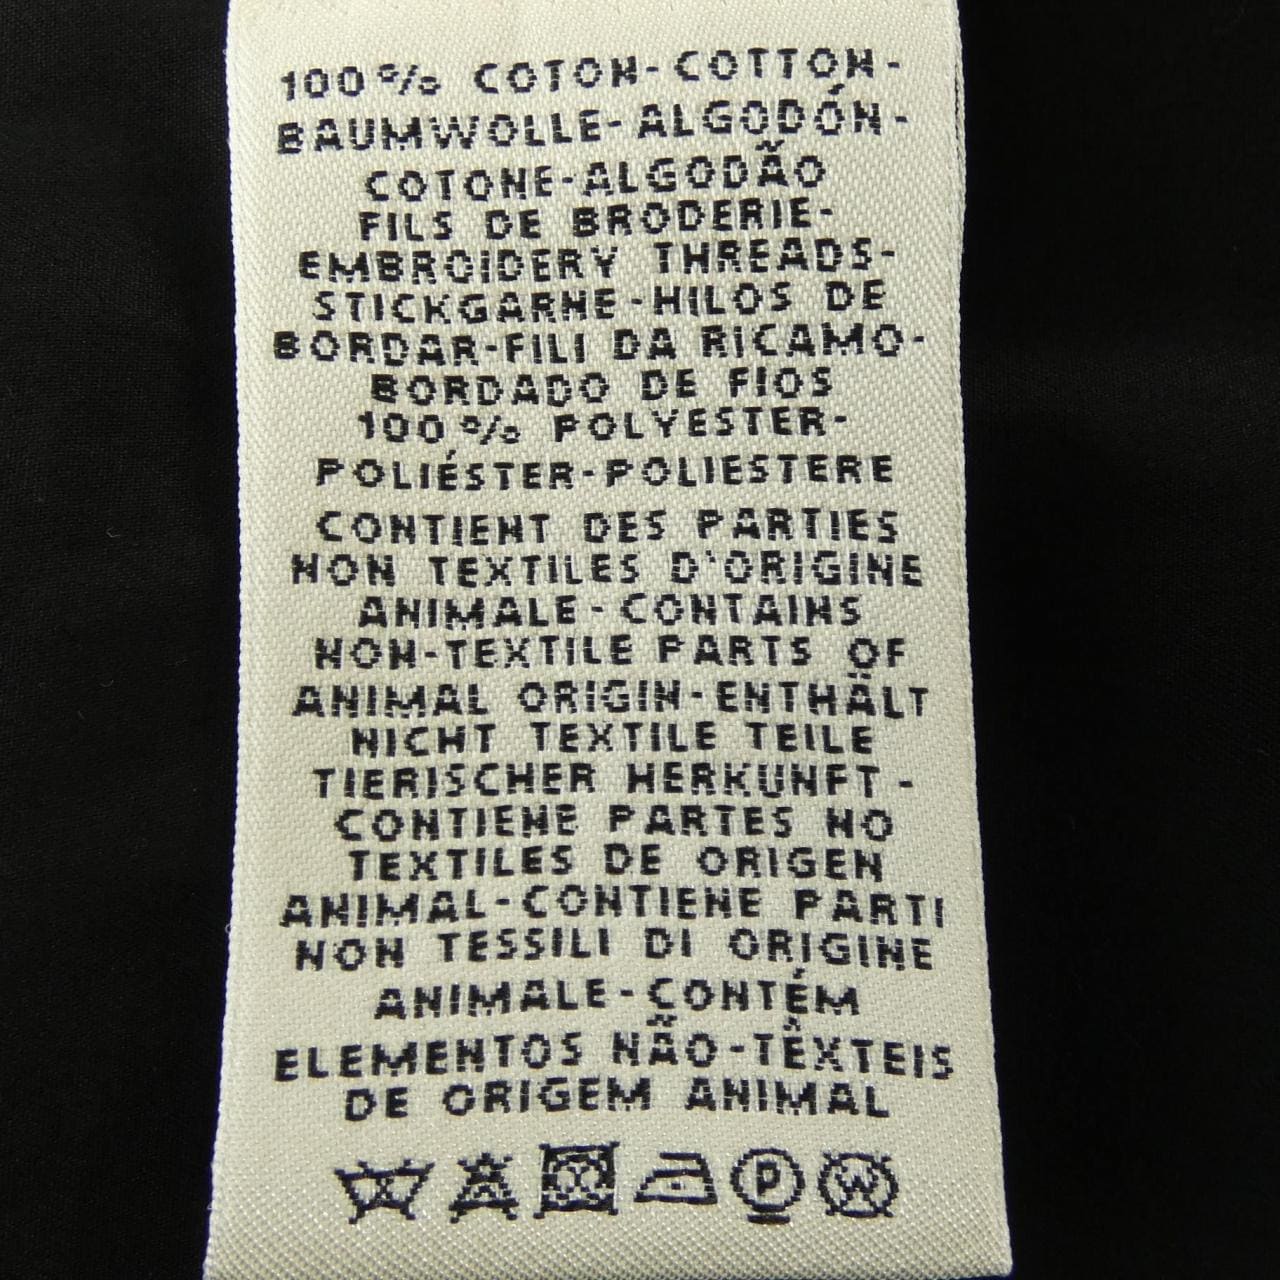 100% COTON-COTTON-
BAUMWOLLE-ALGODÓN-
COTONE-ALGODÃO
FILS DE BRODERIE-
EMBROIDERY THREADS-
STICKGARNE-HILOS DE
BORDAR-FILI DA RICAMO-
BORDADO DE FIOS
100% POLYESTER-
POLIÉSTER-POLIESTERE
CONTIENT DES PARTIES
NON TEXTILES D'ORIGINE
ANIMALE-CONTAINS
NON-TEXTILE PARTS OF
ANIMAL ORIGIN-ENTHÄLT
NICHT TEXTILE TEILE
TIERISCHER HERKUNFT-
CONTIENE PARTES NO
TEXTILES DE ORIGEN
ANIMAL-CONTIENE PARTI
NON TESSILI DI ORIGINE
ANIMALE-CONTÉM
ELEMENTOS NÃO-TÊXTEIS
DE ORIGEM ANIMAL
P W